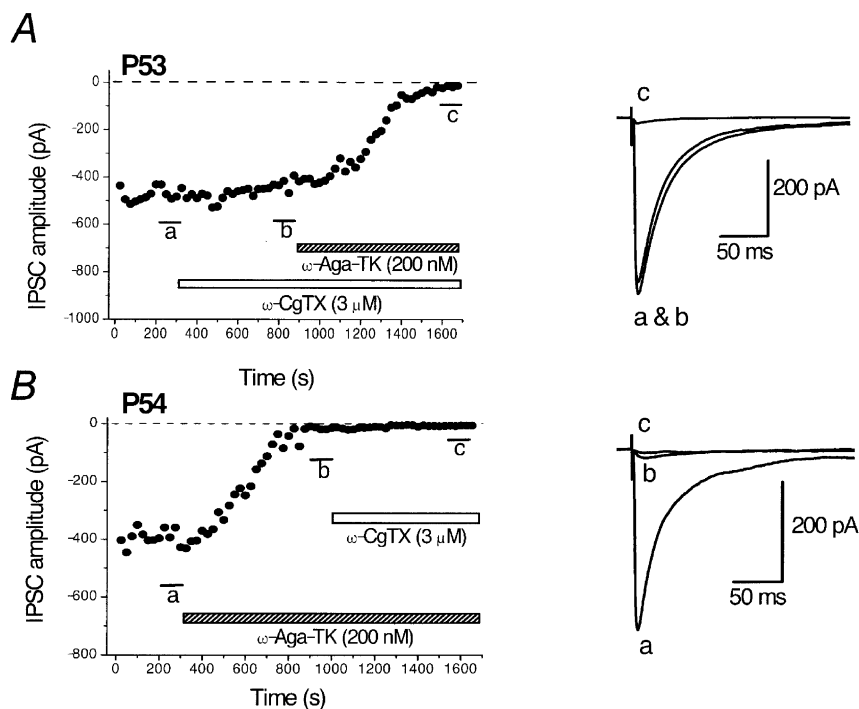 A
P53
0
-200
-400
-600
-800
-1000
IPSC amplitude (pA)
a
b
c
ω-Aga-TK (200 nM)
ω-CgTX (3 μM)
0 200 400 600 800 1000 1200 1400 1600
Time (s)
c
200 pA
50 ms
a & b
B
P54
0
-200
-400
-600
-800
IPSC amplitude (pA)
a
b
c
ω-CgTX (3 μM)
ω-Aga-TK (200 nM)
0 200 400 600 800 1000 1200 1400 1600
Time (s)
c
b
200 pA
50 ms
a